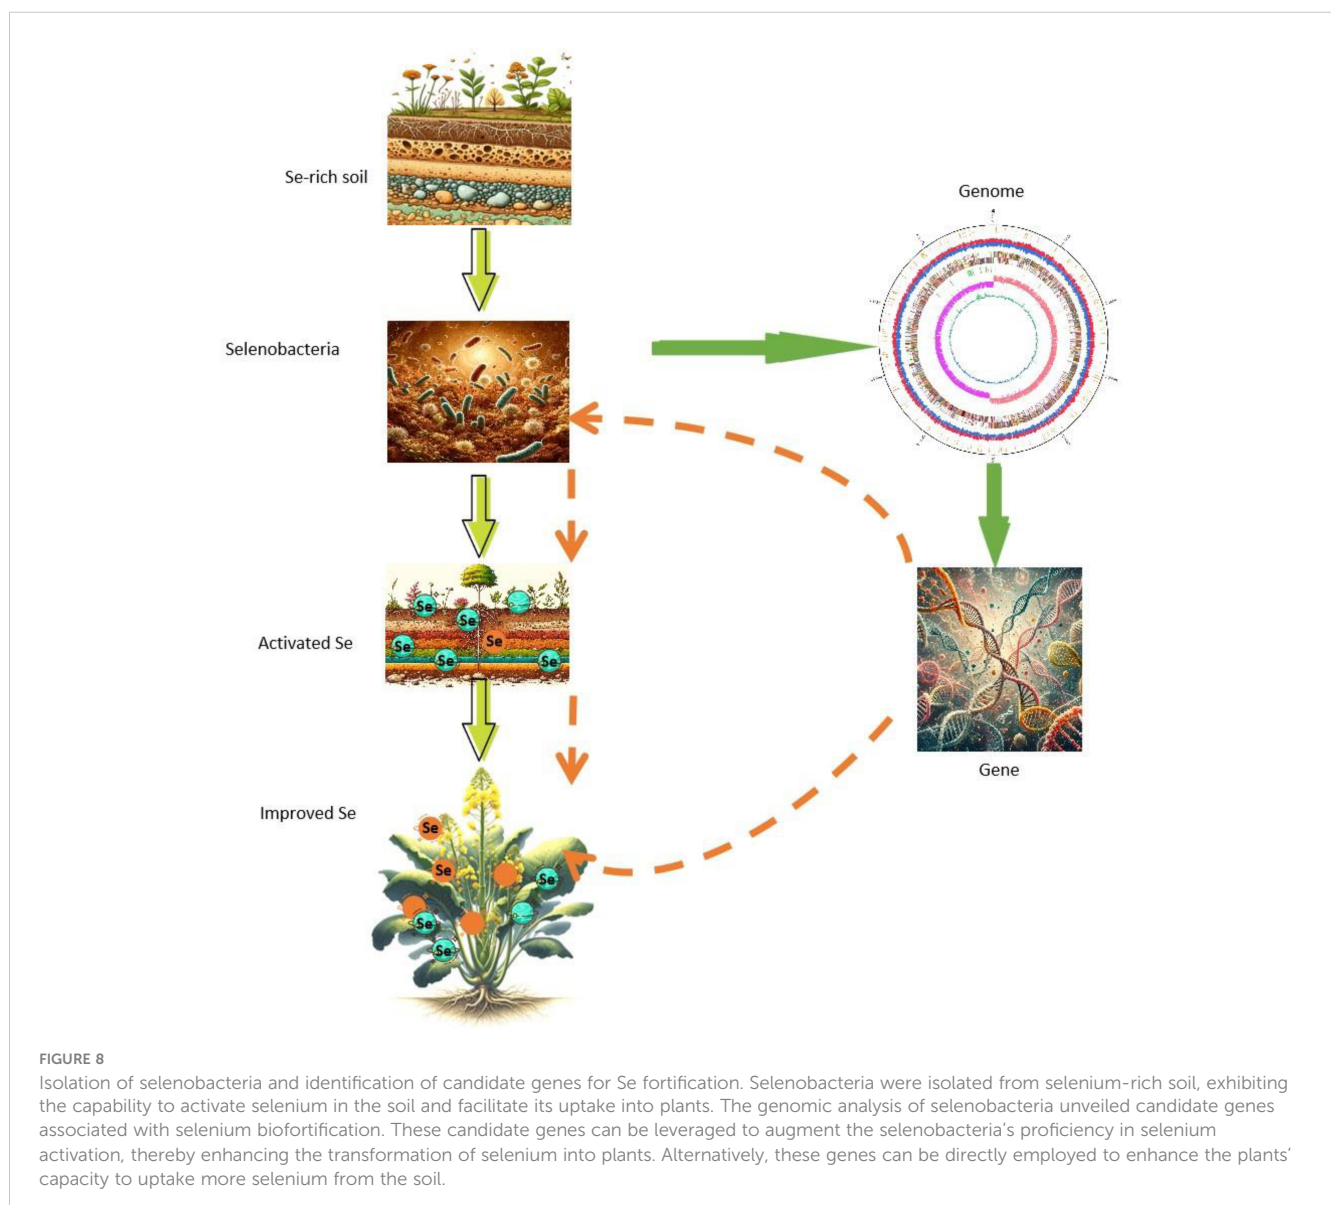 Se-rich soil
Genome
Selenobacteria
Se
Se
Se
Se
Se
Se
Activated Se
Gene
Improved Se
Se
Se
Se
Se
Se
FIGURE 8
Isolation of selenobacteria and identification of candidate genes for Se fortification. Selenobacteria were isolated from selenium-rich soil, exhibiting
the capability to activate selenium in the soil and facilitate its uptake into plants. The genomic analysis of selenobacteria unveiled candidate genes
associated with selenium biofortification. These candidate genes can be leveraged to augment the selenobacteria’s proficiency in selenium
activation, thereby enhancing the transformation of selenium into plants. Alternatively, these genes can be directly employed to enhance the plants’
capacity to uptake more selenium from the soil.